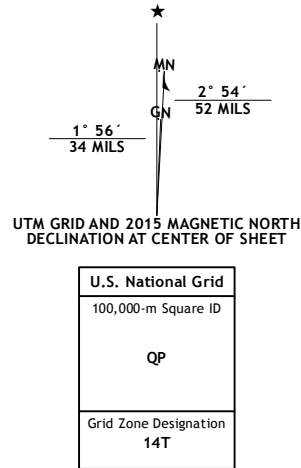 ★
MN
2° 54´
52 MILS
GN
1° 56´
34 MILS
UTM GRID AND 2015 MAGNETIC NORTH
DECLINATION AT CENTER OF SHEET
U.S. National Grid
100,000-m Square ID
QP
Grid Zone Designation
14T